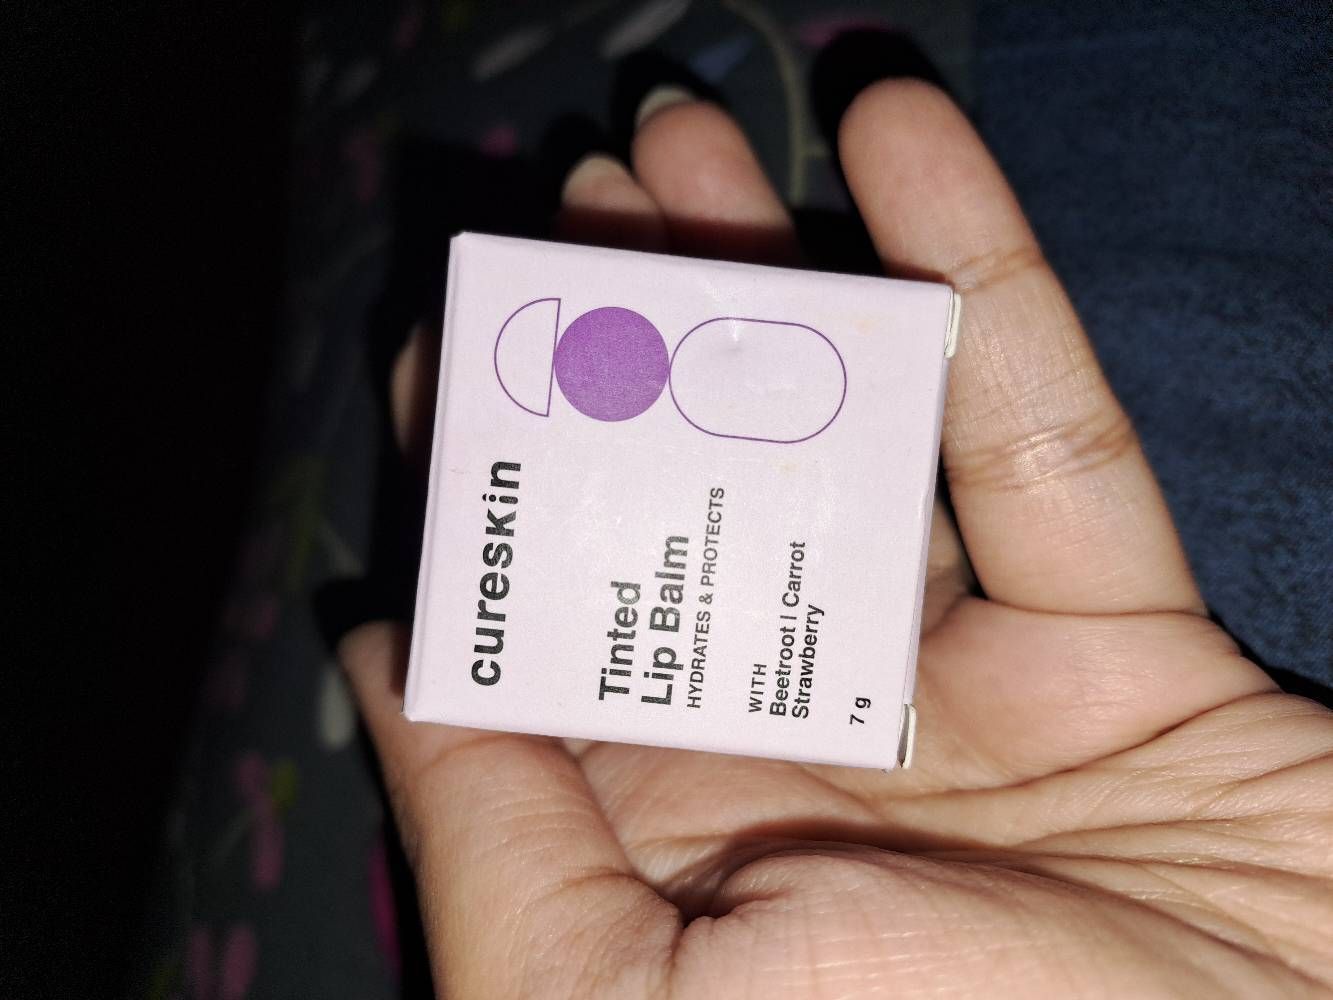 cureskin
Tinted
Lip Balm
HYDRATES & PROTECTS
WITH
Beetroot | Carrot
Strawberry
7 g